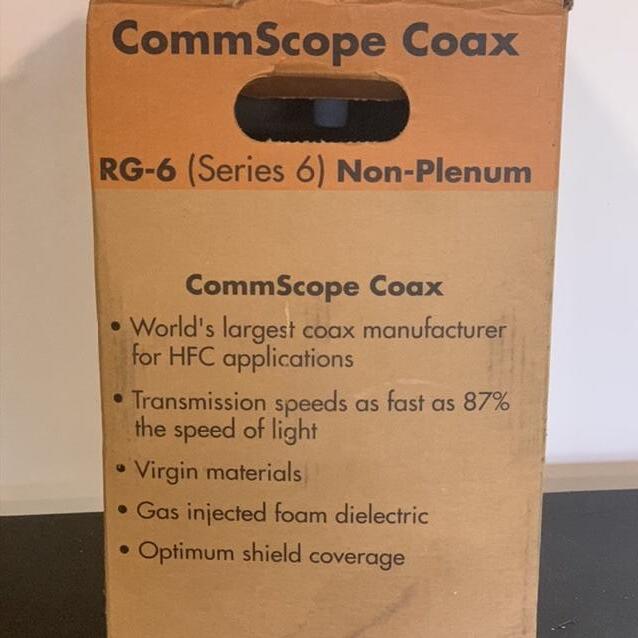 CommScope Coax
RG-6 (Series 6) Non-Plenum
CommScope Coax
• World's largest coax manufacturer
for HFC applications
• Transmission speeds as fast as 87%
the speed of light
• Virgin materials
• Gas injected foam dielectric
• Optimum shield coverage